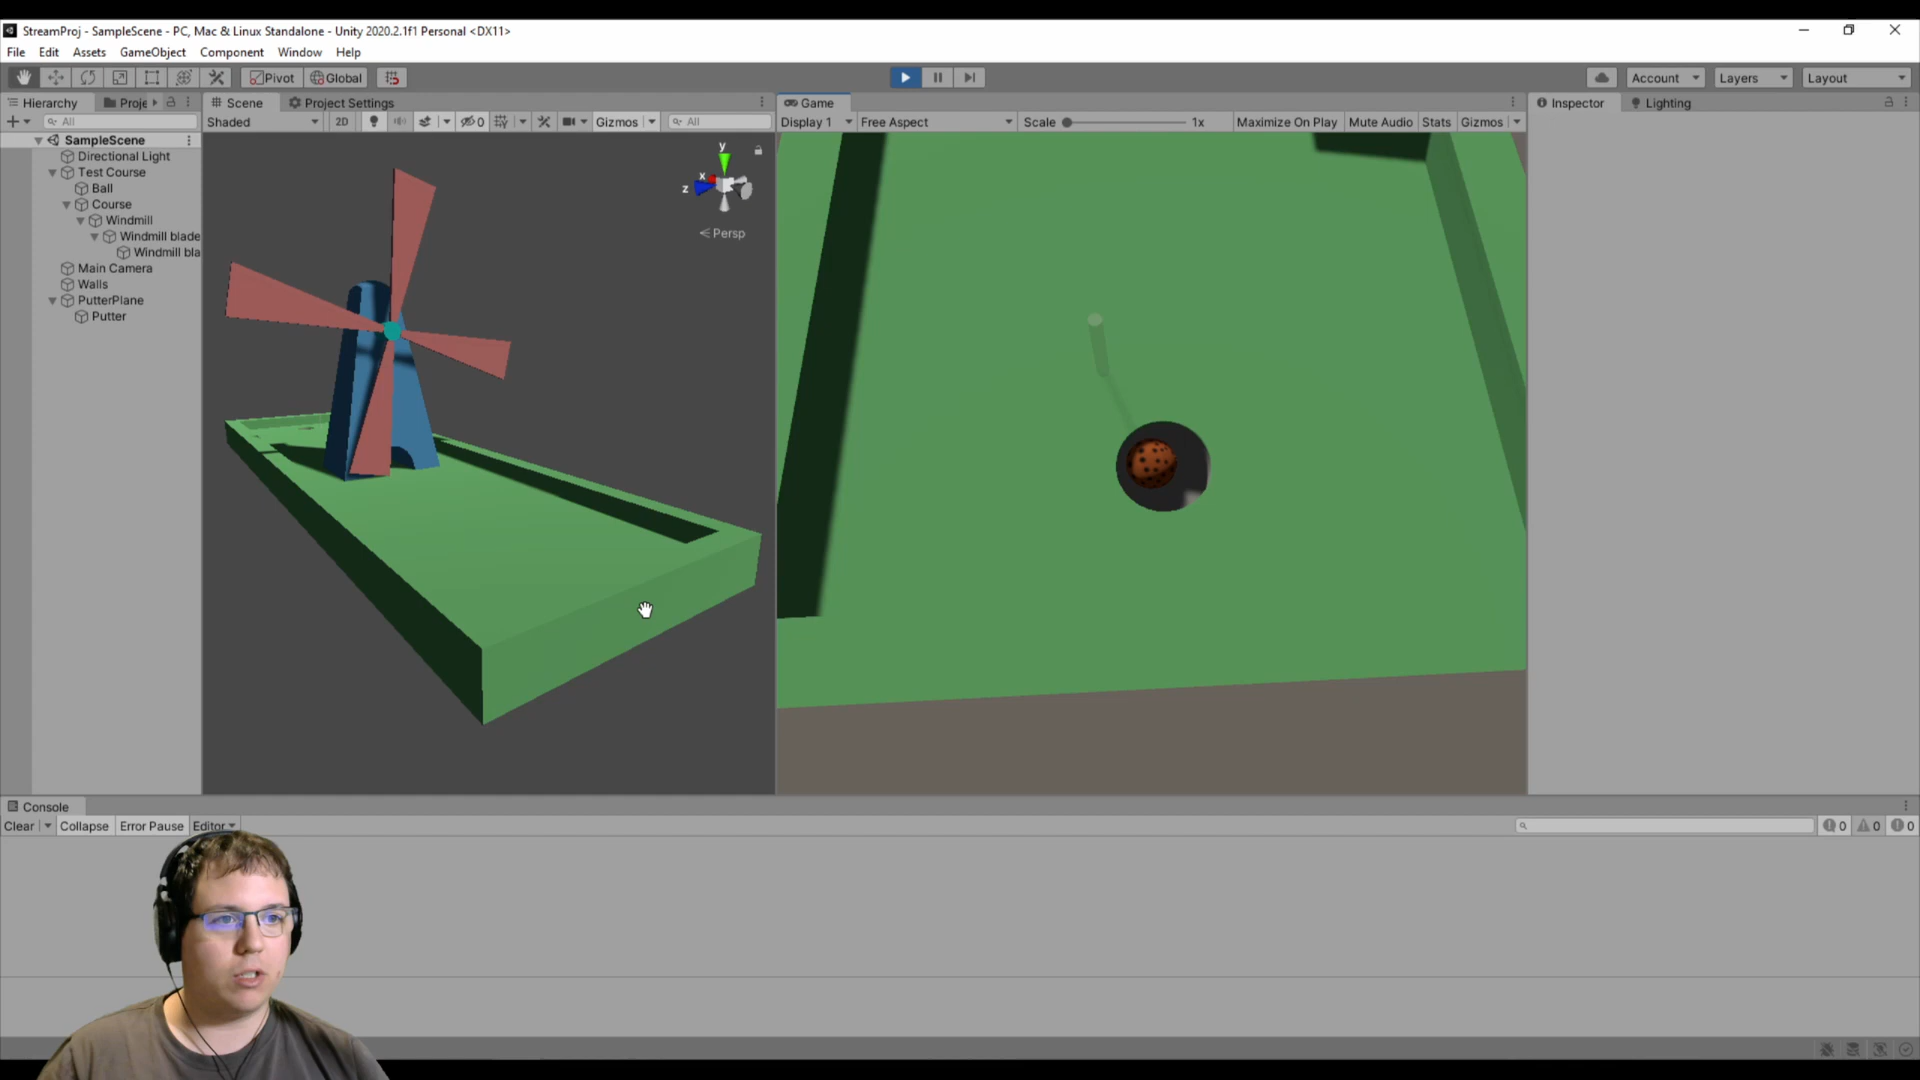 StreamProj - SampleScene - PC, Mac & Linux Standalone - Unity 2020.2.1f1 Personal <DX11>
File Edit Assets GameObject Component Window Help
Pivot Global Account Layers Layout
Hierarchy Proje Scene Project Settings Game Inspector Lighting
All Shaded 2D 0 Gizmos All Display 1 Free Aspect Scale 1x Maximize On Play Mute Audio Stats Gizmos
SampleScene
Directional Light
Test Course
Ball
Course
Windmill
Windmill blade
Windmill bla
Main Camera
Walls
PutterPlane
Putter
y
x
z
Persp
Console
Clear Collapse Error Pause Editor 0 0 0